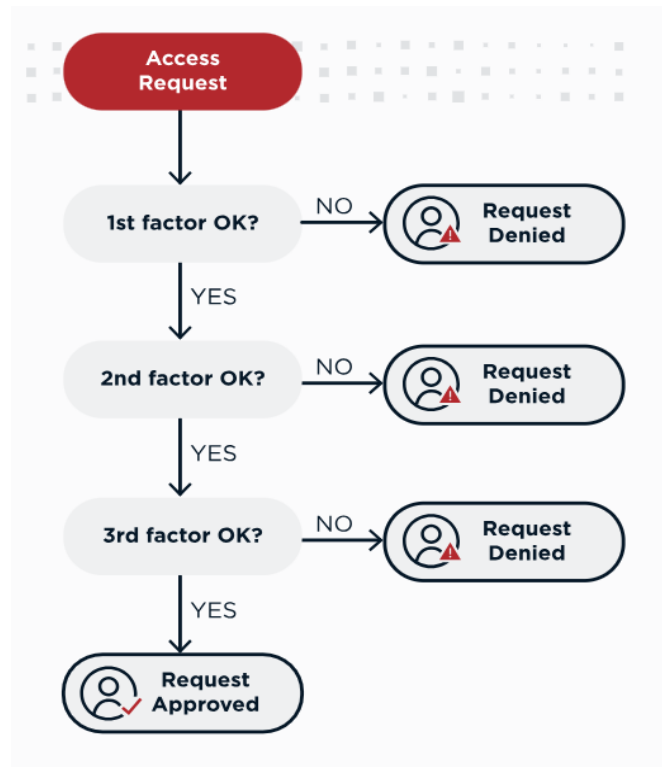 Access
Request
1st factor OK?
NO
Request
Denied
YES
2nd factor OK?
NO
Request
Denied
YES
3rd factor OK?
NO
Request
Denied
YES
Request
Approved